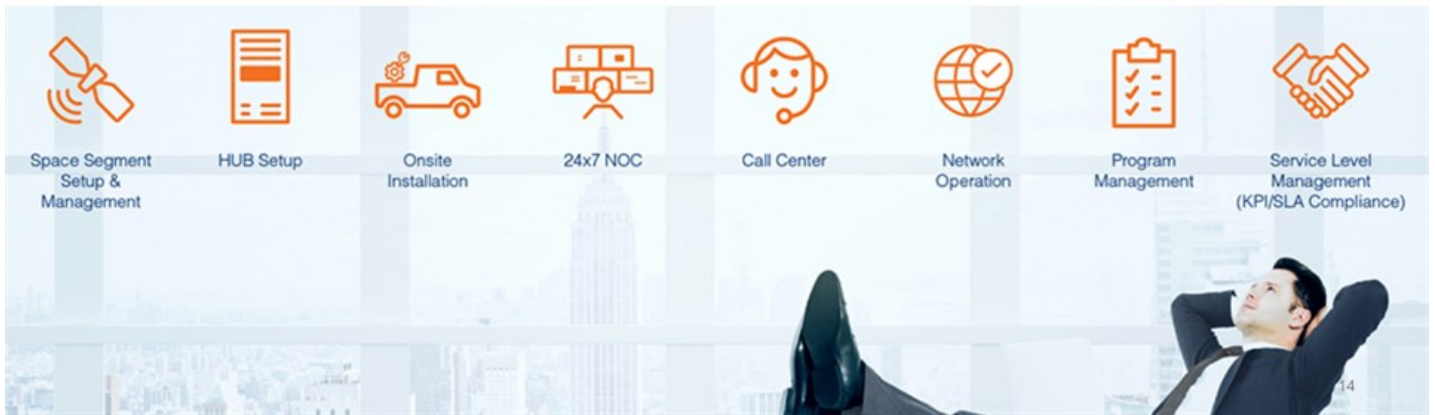 Space Segment
Setup &
Management
HUB Setup
Onsite
Installation
24x7 NOC
Call Center
Network
Operation
Program
Management
Service Level
Management
(KPI/SLA Compliance)
14